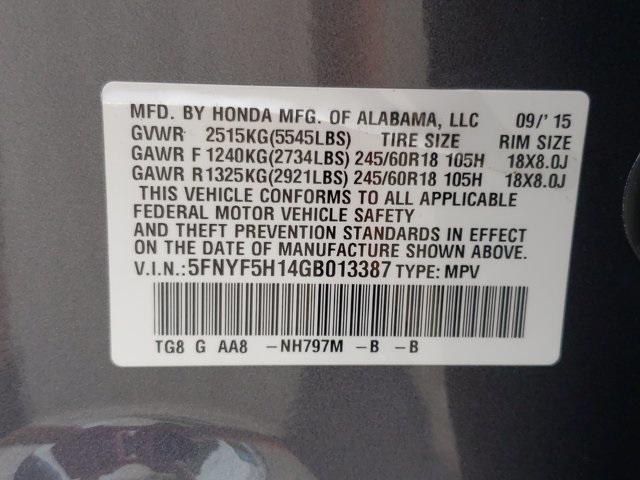 MFD. BY HONDA MFG. OF ALABAMA, LLC 09/' 15
GVWR 2515KG(5545LBS) TIRE SIZE RIM SIZE
GAWR F 1240KG(2734LBS) 245/60R18 105H 18X8.0J
GAWR R1325KG(2921LBS) 245/60R18 105H 18X8.0J
THIS VEHICLE CONFORMS TO ALL APPLICABLE
FEDERAL MOTOR VEHICLE SAFETY
AND THEFT PREVENTION STANDARDS IN EFFECT
ON THE DATE OF MANUFACTURE SHOWN ABOVE.
V.I.N.:5FNYF5H14GB013387 TYPE: MPV
TG8 G AA8 -NH797M -B -B